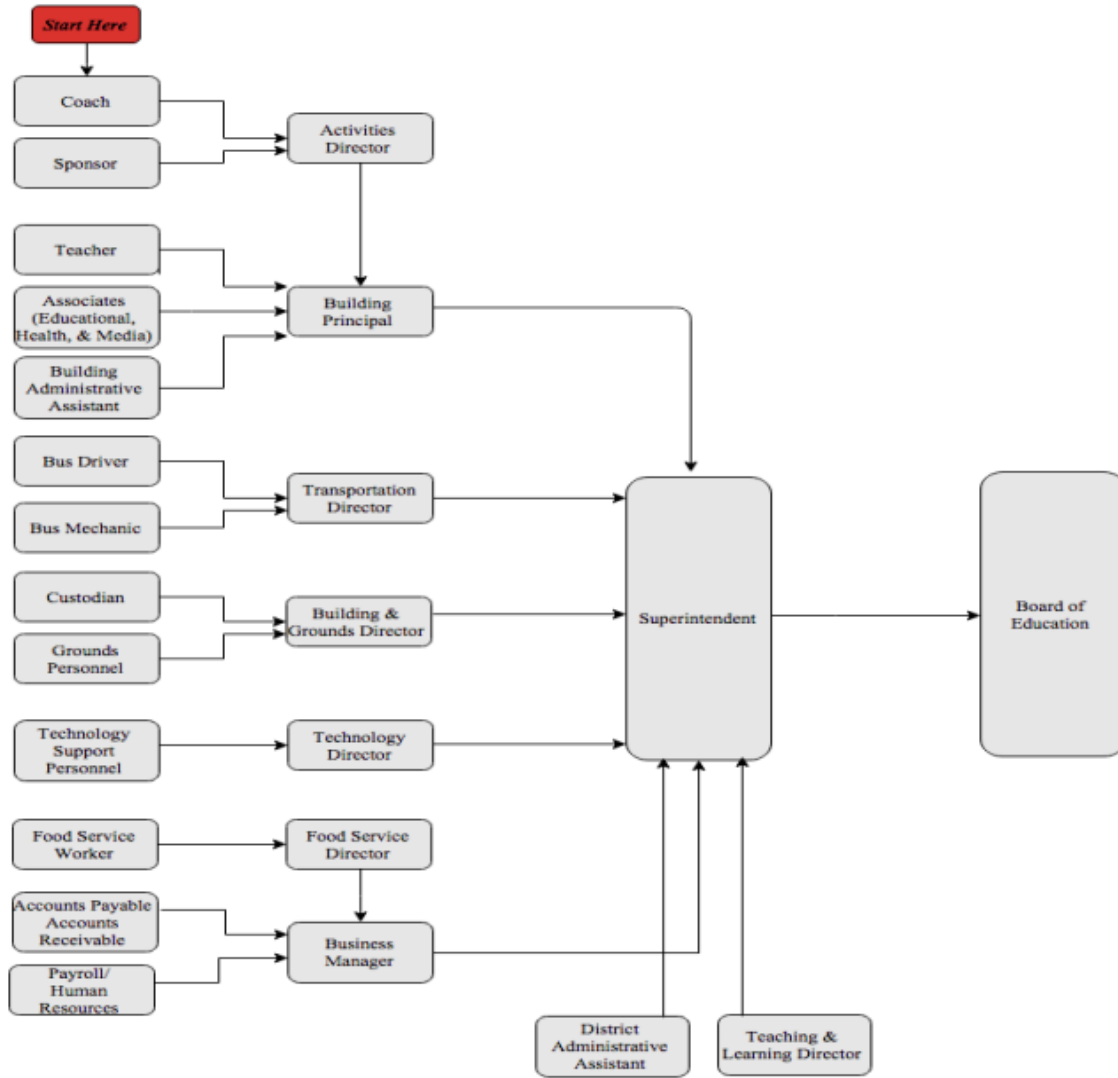 Start Here
Coach
Sponsor
Activities
Director
Teacher
Associates
(Educational,
Health, & Media)
Building
Administrative
Assistant
Building
Principal
Bus Driver
Bus Mechanic
Transportation
Director
Custodian
Grounds
Personnel
Building &
Grounds Director
Technology
Support
Personnel
Technology
Director
Food Service
Worker
Food Service
Director
Accounts Payable
Accounts
Receivable
Payroll/
Human
Resources
Business
Manager
Superintendent
Board of
Education
District
Administrative
Assistant
Teaching &
Learning Director